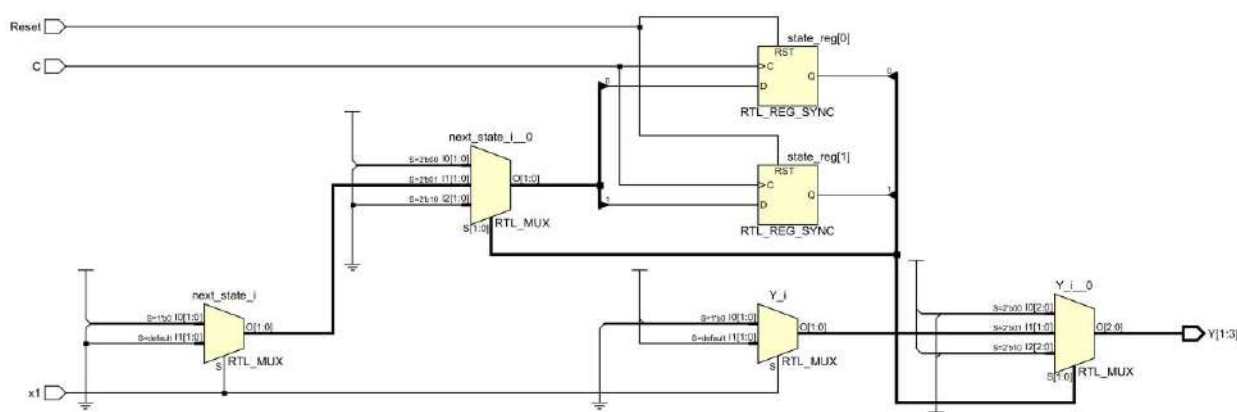 Reset
C
state_reg[0]
RST
C
D
Q
RTL_REG_SYNC
0
0
state_reg[1]
RST
C
D
Q
RTL_REG_SYNC
1
1
next_state_i__0
S=2'b00 I0[1:0]
S=2'b01 I1[1:0]
S=2'b10 I2[1:0]
O[1:0]
S[1:0]
RTL_MUX
next_state_i
S=1'b0 I0[1:0]
S=default I1[1:0]
O[1:0]
S
RTL_MUX
Y_i
S=1'b0 I0[1:0]
S=default I1[1:0]
O[1:0]
S
RTL_MUX
Y_i__0
S=2'b00 I0[2:0]
S=2'b01 I1[1:0]
S=2'b10 I2[2:0]
O[2:0]
S[1:0]
RTL_MUX
Y[1:3]
x1